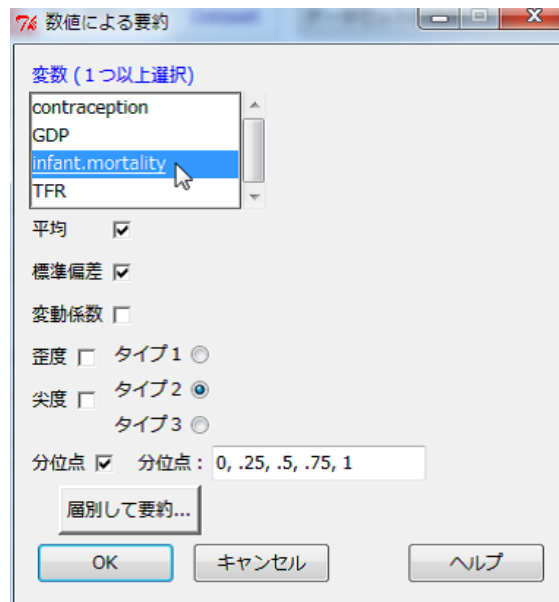 数値による要約
変数 (１つ以上選択)
contraception
GDP
infant.mortality
TFR
平均
標準偏差
変動係数
歪度 タイプ１
尖度 タイプ２
タイプ３
分位点 分位点： 0, .25, .5, .75, 1
層別して要約...
OK キャンセル ヘルプ